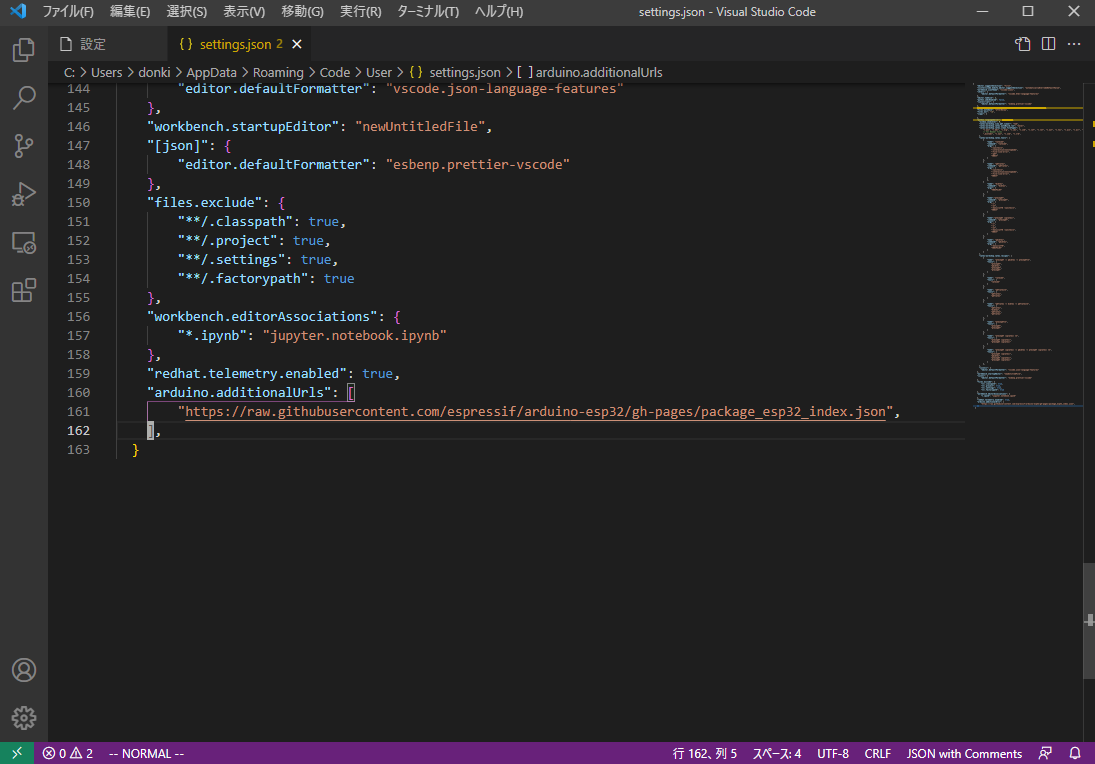 ファイル(F) 編集(E) 選択(S) 表示(V) 移動(G) 実行(R) ターミナル(T) ヘルプ(H) settings.json - Visual Studio Code
設定 {} settings.json 2
C: > Users > donki > AppData > Roaming > Code > User > {} settings.json > [ ] arduino.additionalUrls
144 "editor.defaultFormatter": "vscode.json-language-features"
145 },
146 "workbench.startupEditor": "newUntitledFile",
147 "[json]": {
148 "editor.defaultFormatter": "esbenp.prettier-vscode"
149 },
150 "files.exclude": {
151 "**/.classpath": true,
152 "**/.project": true,
153 "**/.settings": true,
154 "**/.factorypath": true
155 },
156 "workbench.editorAssociations": {
157 "*.ipynb": "jupyter.notebook.ipynb"
158 },
159 "redhat.telemetry.enabled": true,
160 "arduino.additionalUrls": [
161 "https://raw.githubusercontent.com/espressif/arduino-esp32/gh-pages/package_esp32_index.json",
162 ],
163 }
0 2 -- NORMAL -- 行 162、列 5 スペース: 4 UTF-8 CRLF JSON with Comments